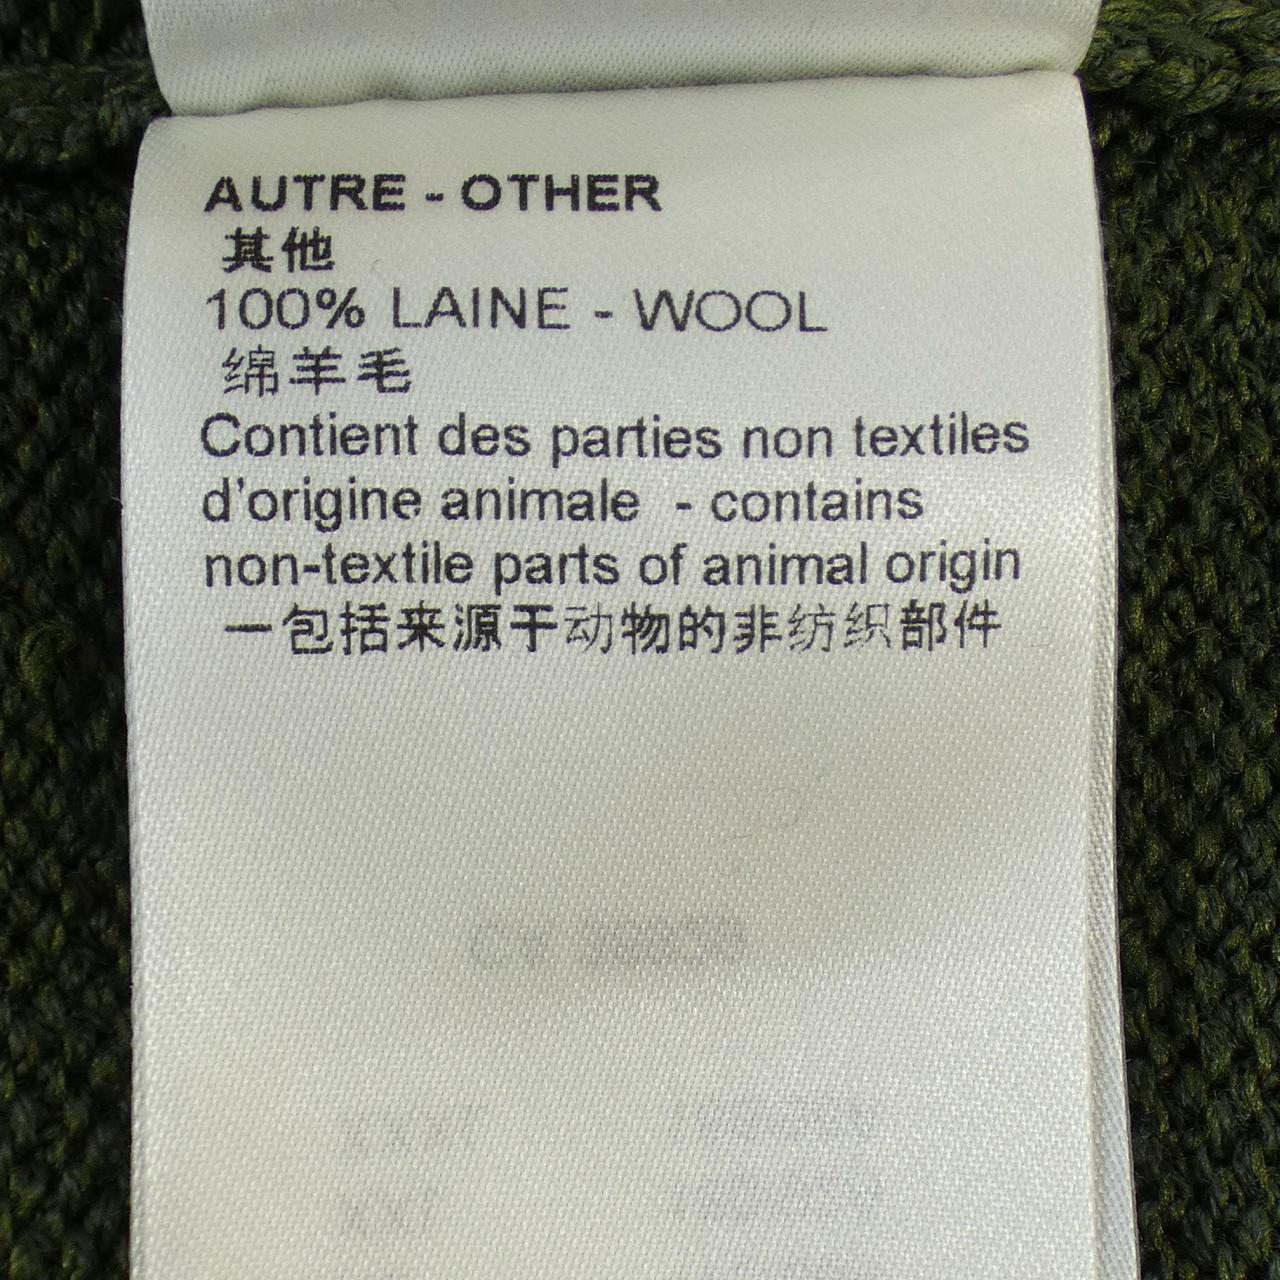 AUTRE - OTHER
其他
100% LAINE - WOOL
绵羊毛
Contient des parties non textiles
d'origine animale - contains
non-textile parts of animal origin
一包括来源于动物的非纺织部件